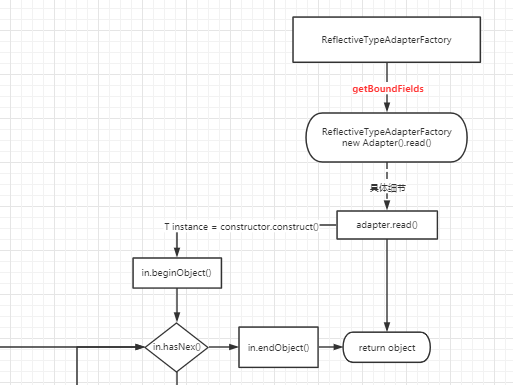 ReflectiveTypeAdapterFactory
getBoundFields
ReflectiveTypeAdapterFactory
new Adapter().read()
具体细节
T instance = constructor.construct()
adapter.read()
in.beginObject()
in.hasNex()
in.endObject()
return object